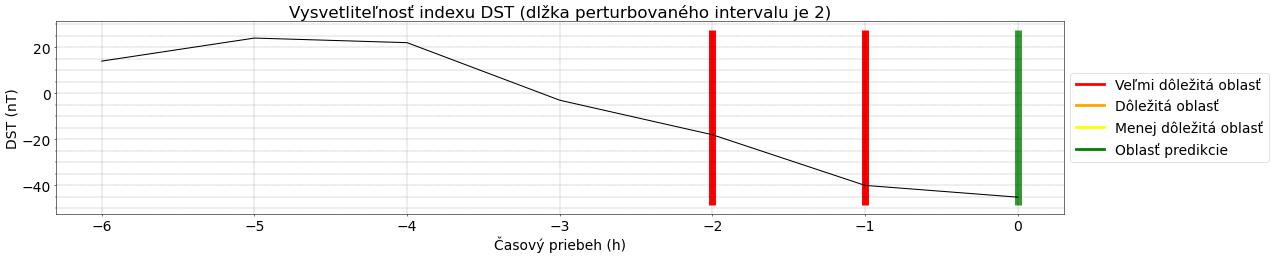 Vysvetliteľnosť indexu DST (dĺžka perturbovaného intervalu je 2)
DST (nT)
20
0
−20
−40
−6 −5 −4 −3 −2 −1 0
Časový priebeh (h)
Veľmi dôležitá oblasť
Dôležitá oblasť
Menej dôležitá oblasť
Oblasť predikcie